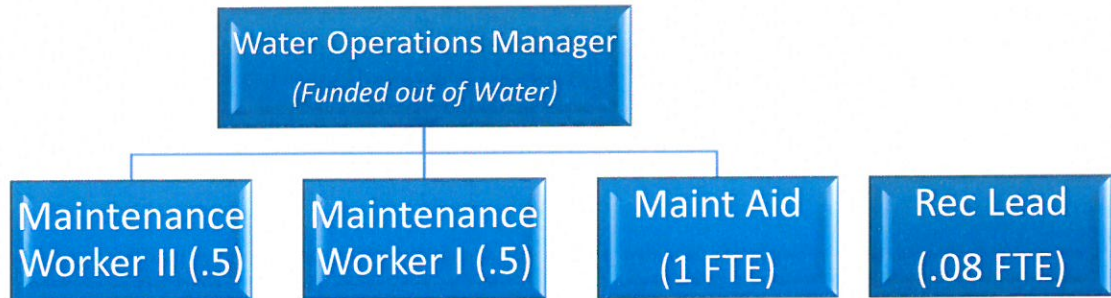 Water Operations Manager
(Funded out of Water)
Maintenance
Worker II (.5)
Maintenance
Worker I (.5)
Maint Aid
(1 FTE)
Rec Lead
(.08 FTE)